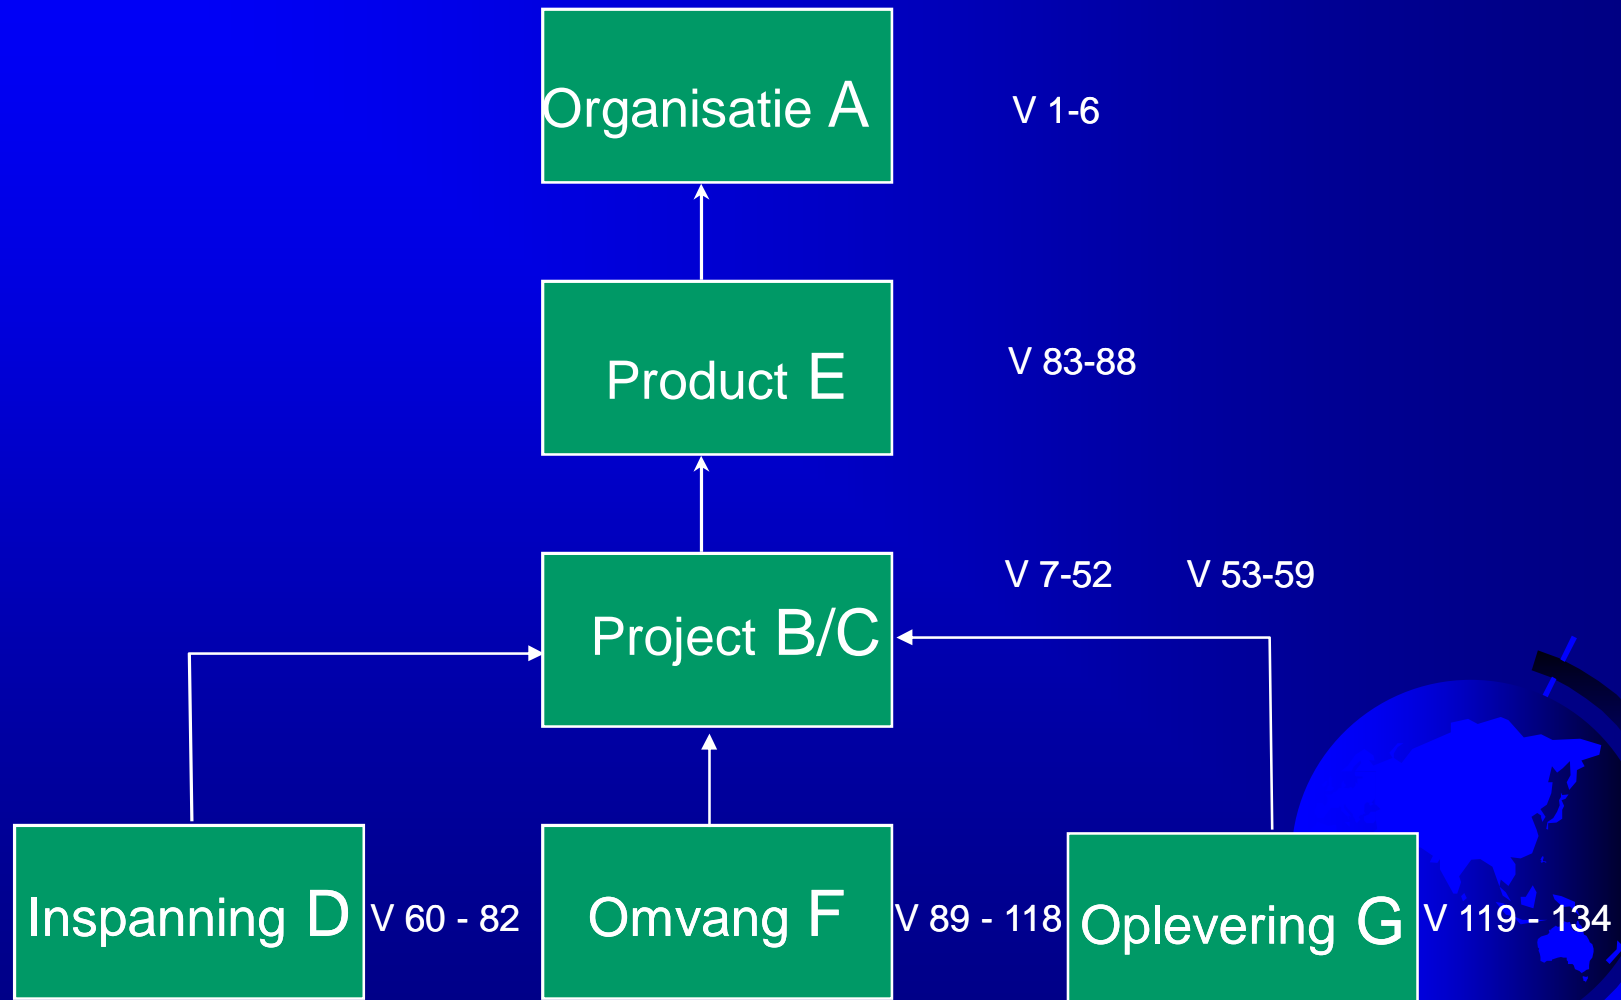 Organisatie A
V 1-6
Product E
V 83-88
V 7-52
V 53-59
Project B/C
Inspanning D
V 60 - 82
Omvang F
V 89 - 118
Oplevering G
V 119 - 134